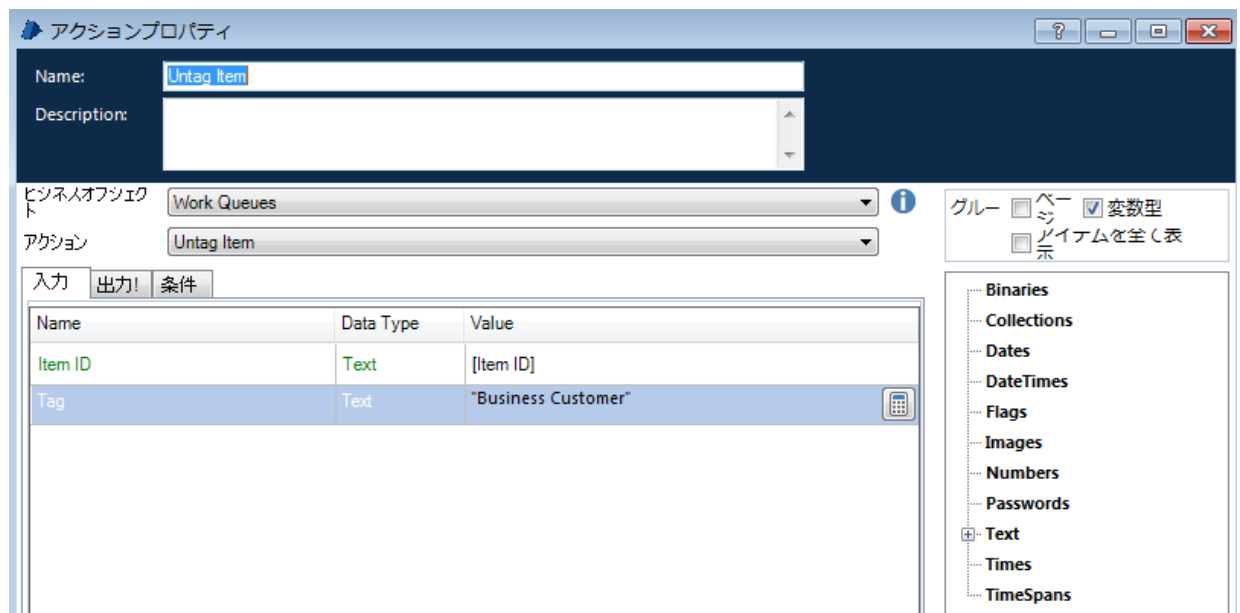 アクションプロパティ
Name: Untag Item
Description:
ビジネスオブジェク
ト
Work Queues
アクション Untag Item
グルー ペー
ジ
変数型
アイテムを全て表
示
入力 出力! 条件
Name Data Type Value
Item ID Text [Item ID]
Tag Text "Business Customer"
Binaries
Collections
Dates
DateTimes
Flags
Images
Numbers
Passwords
Text
Times
TimeSpans